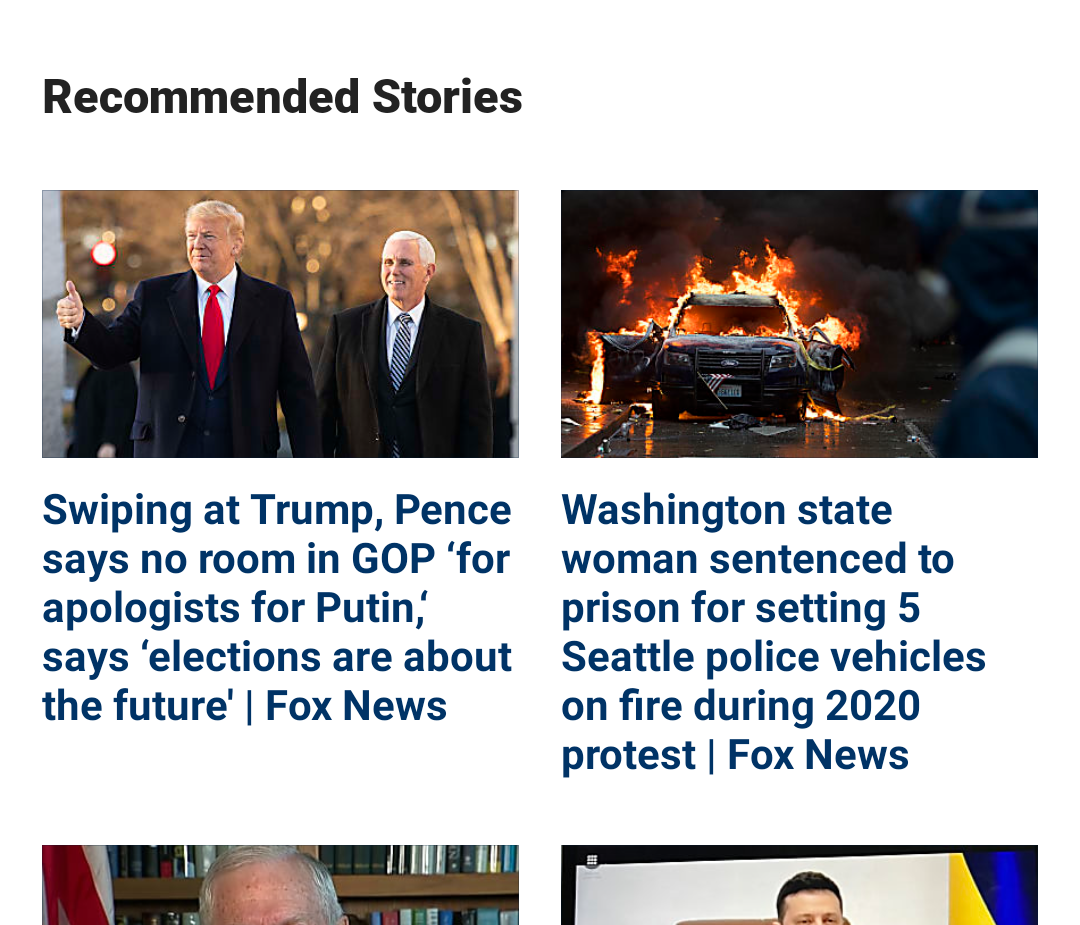 Recommended Stories
Swiping at Trump, Pence
says no room in GOP ‘for
apologists for Putin,‘
says ‘elections are about
the future' | Fox News
Washington state
woman sentenced to
prison for setting 5
Seattle police vehicles
on fire during 2020
protest | Fox News